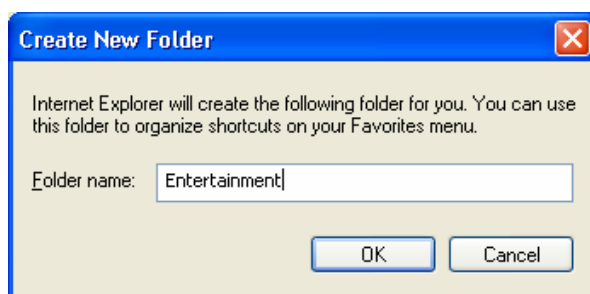 Create New Folder
Internet Explorer will create the following folder for you. You can use
this folder to organize shortcuts on your Favorites menu.
Folder name: Entertainment
OK Cancel